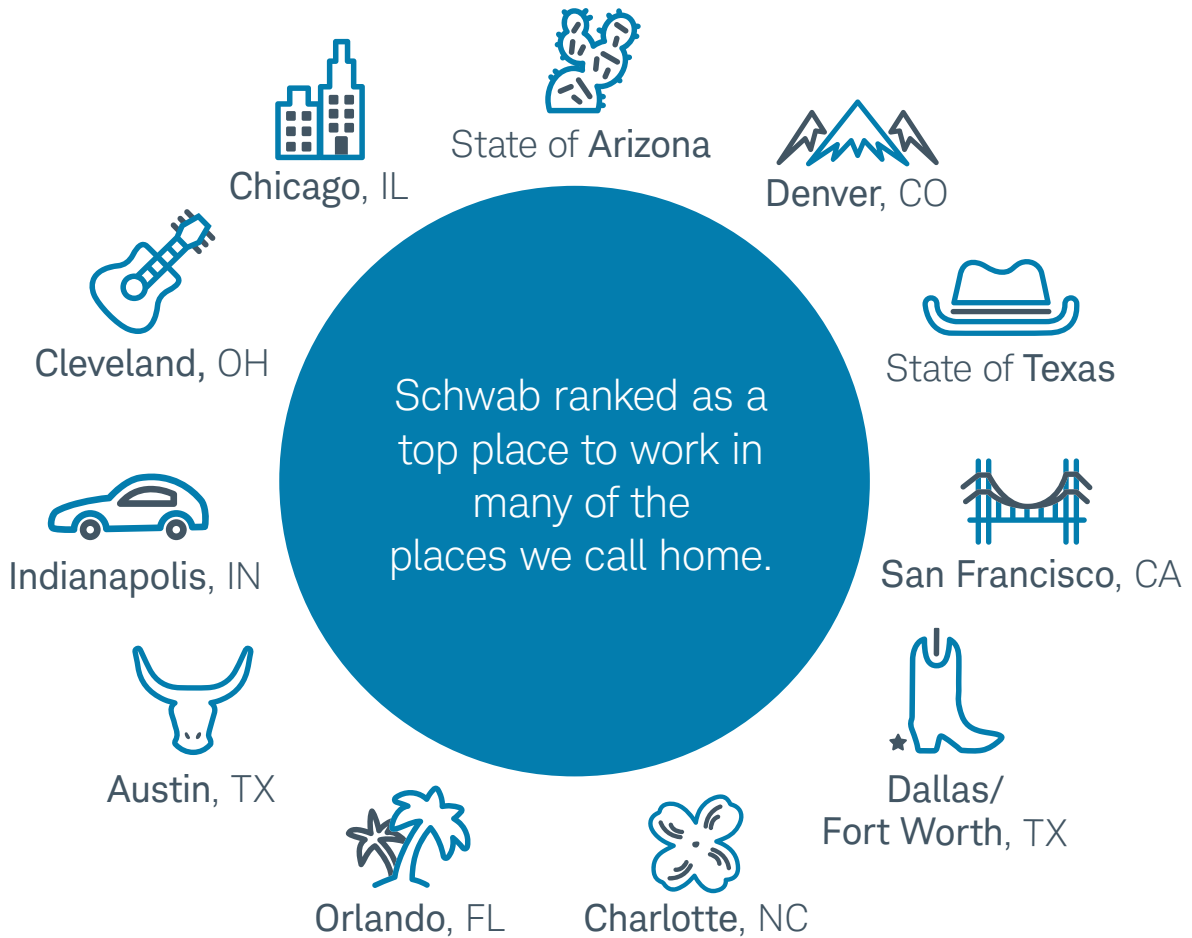 State of Arizona
Chicago, IL
Denver, CO
Cleveland, OH
State of Texas
Schwab ranked as a
top place to work in
many of the
places we call home.
Indianapolis, IN
San Francisco, CA
Austin, TX
Dallas/
Fort Worth, TX
Orlando, FL
Charlotte, NC